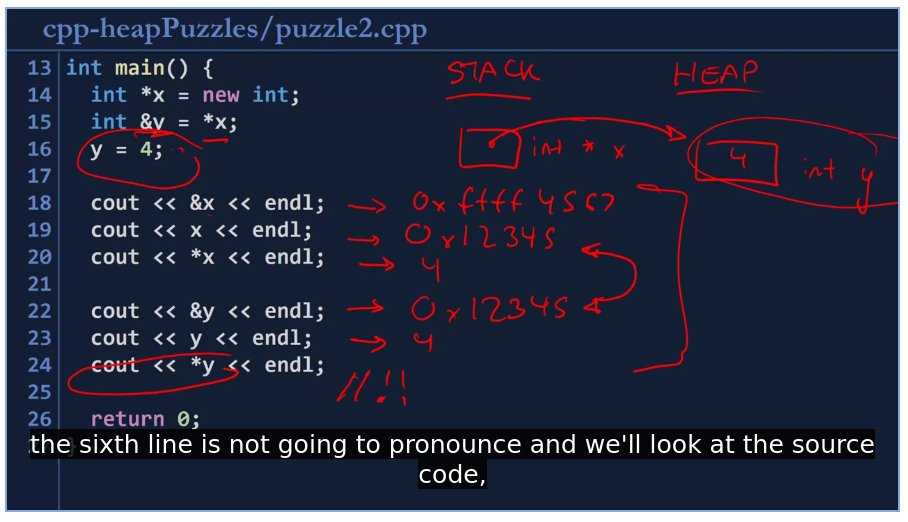 cpp-heapPuzzles/puzzle2.cpp
13 int main() {
STACK HEAP
14 int *x = new int;
15 int &y = *x;
16 y = 4;
int * x
4 int y
17
18 cout << &x << endl; → 0xffff 4567
19 cout << x << endl; → 0x12345
20 cout << *x << endl; → 4
21
22 cout << &y << endl; → 0x12345
23 cout << y << endl; → 4
24 cout << *y << endl;
25 //!!
26 return 0;
the sixth line is not going to pronounce and we'll look at the source
code,